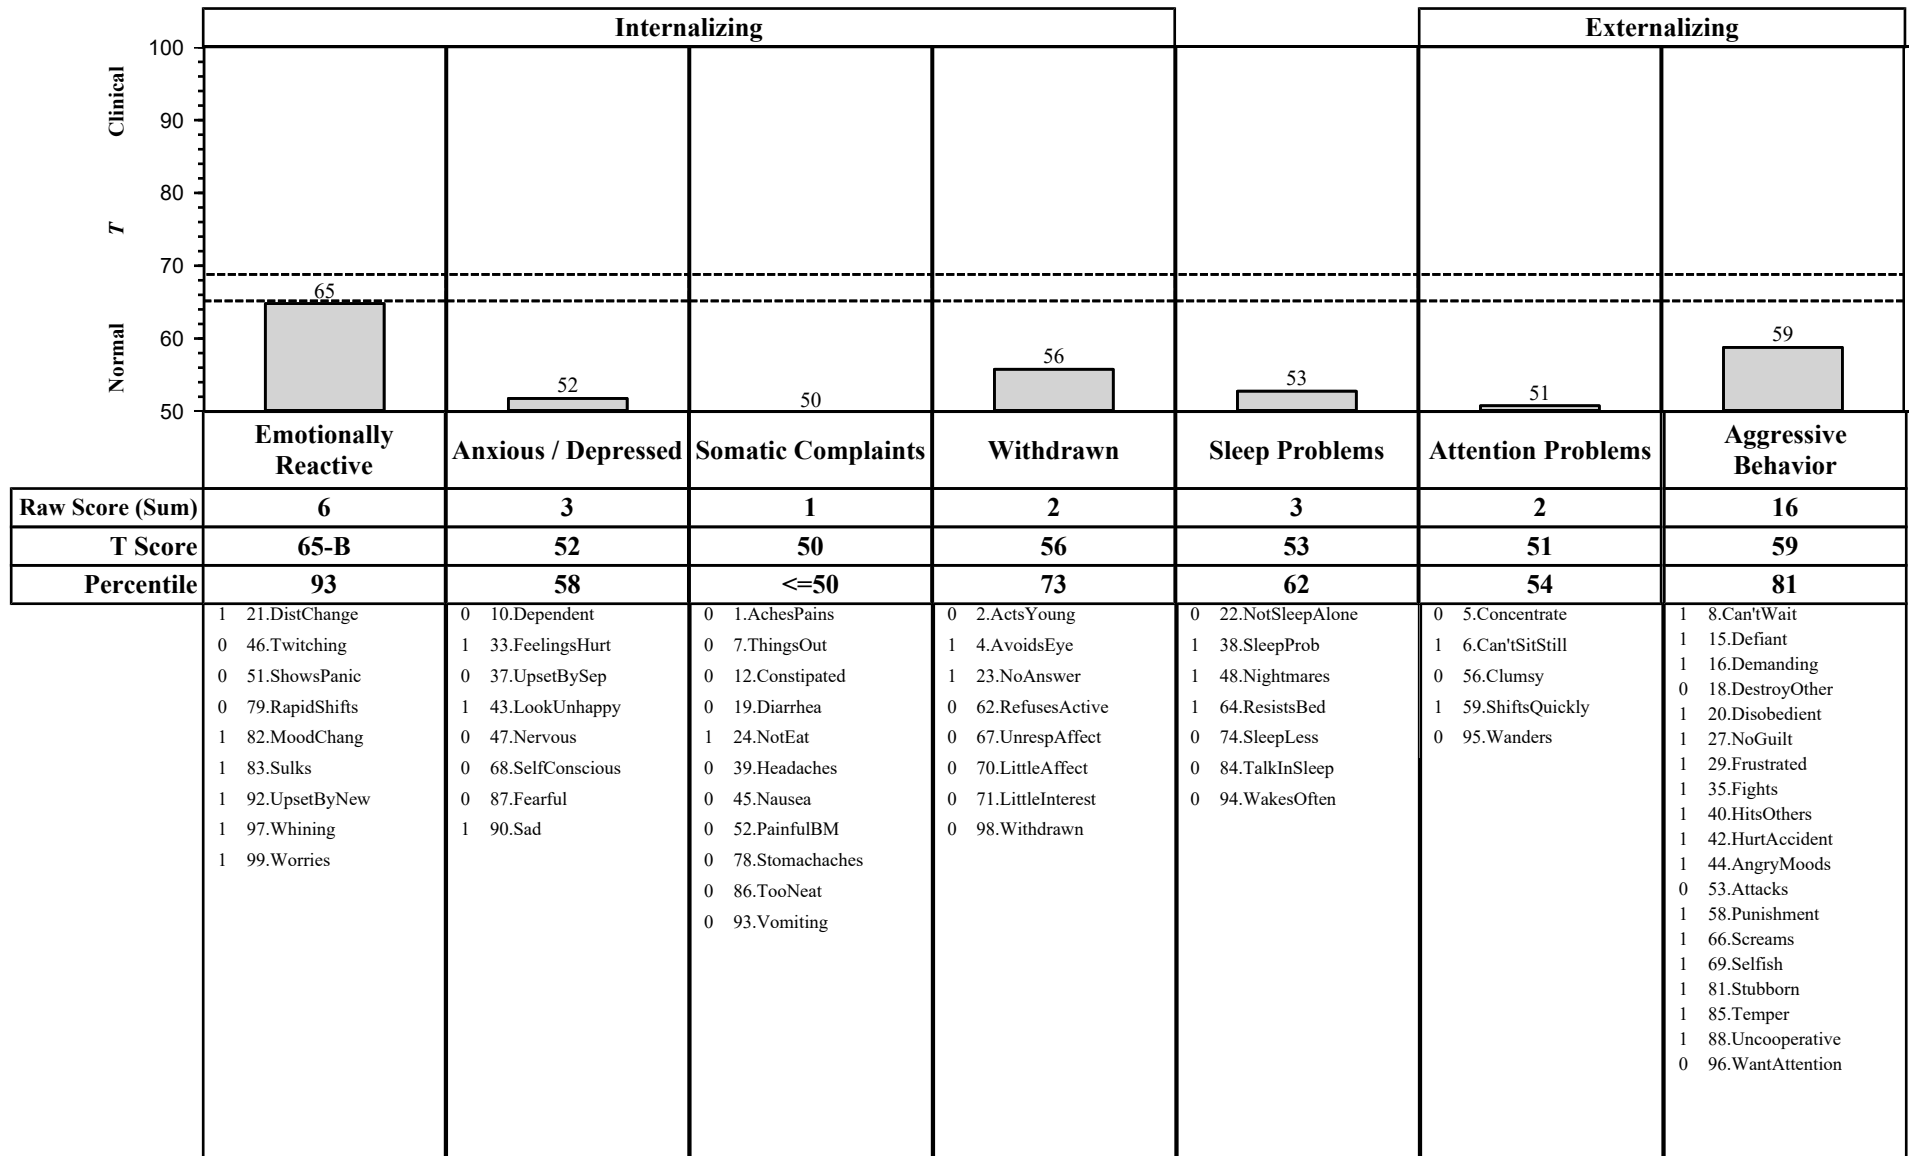 Internalizing Externalizing
100
90
80
70
60
50
Clinical
T
Normal
65 52 50 56 53 51 59
Emotionally Reactive Anxious / Depressed Somatic Complaints Withdrawn Sleep Problems Attention Problems Aggressive Behavior
Raw Score (Sum) 6 3 1 2 3 2 16
T Score 65-B 52 50 56 53 51 59
Percentile 93 58 <=50 73 62 54 81
1 21.DistChange
0 46.Twitching
0 51.ShowsPanic
0 79.RapidShifts
1 82.MoodChang
1 83.Sulks
1 92.UpsetByNew
1 97.Whining
1 99.Worries
0 10.Dependent
1 33.FeelingsHurt
0 37.UpsetBySep
1 43.LookUnhappy
0 47.Nervous
0 68.SelfConscious
0 87.Fearful
1 90.Sad
0 1.AchesPains
0 7.ThingsOut
0 12.Constipated
0 19.Diarrhea
1 24.NotEat
0 39.Headaches
0 45.Nausea
0 52.PainfulBM
0 78.Stomachaches
0 86.TooNeat
0 93.Vomiting
0 2.ActsYoung
1 4.AvoidsEye
1 23.NoAnswer
0 62.RefusesActive
0 67.UnrespAffect
0 70.LittleAffect
0 71.LittleInterest
0 98.Withdrawn
0 22.NotSleepAlone
1 38.SleepProb
1 48.Nightmares
1 64.ResistsBed
0 74.SleepLess
0 84.TalkInSleep
0 94.WakesOften
0 5.Concentrate
1 6.Can'tSitStill
0 56.Clumsy
1 59.ShiftsQuickly
0 95.Wanders
1 8.Can'tWait
1 15.Defiant
1 16.Demanding
0 18.DestroyOther
1 20.Disobedient
1 27.NoGuilt
1 29.Frustrated
1 35.Fights
1 40.HitsOthers
1 42.HurtAccident
1 44.AngryMoods
0 53.Attacks
1 58.Punishment
1 66.Screams
1 69.Selfish
1 81.Stubborn
1 85.Temper
1 88.Uncooperative
0 96.WantAttention